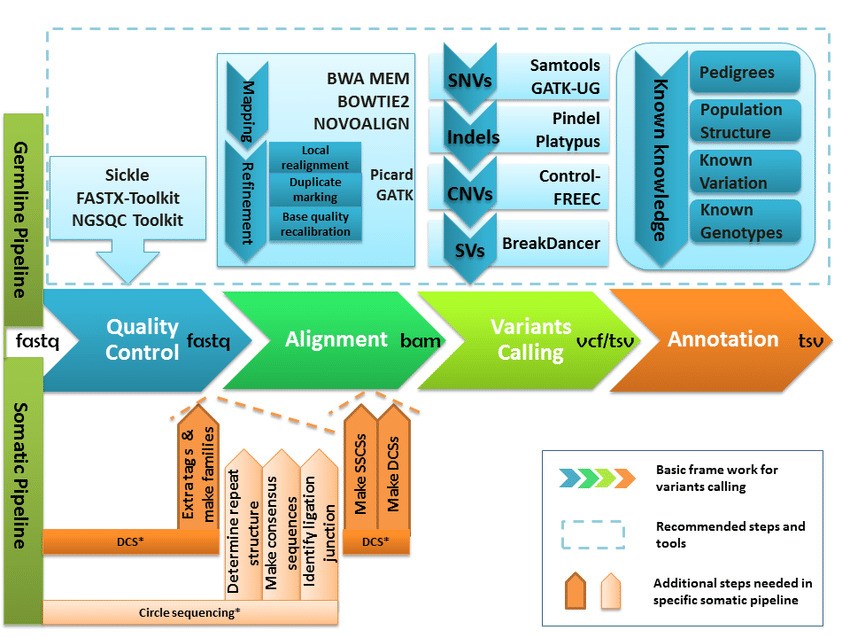 Germline Pipeline
Sickle
FASTX-Toolkit
NGSQC Toolkit
Mapping
Refinement
BWA MEM
BOWTIE2
NOVOALIGN
Local
realignment
Duplicate
marking
Base quality
recalibration
Picard
GATK
SNVs
Samtools
GATK-UG
Indels
Pindel
Platypus
CNVs
Control-
FREEC
SVs
BreakDancer
Known knowledge
Pedigrees
Population
Structure
Known
Variation
Known
Genotypes
fastq
Quality
Control
fastq
Alignment
bam
Variants
Calling
vcf/tsv
Annotation
tsv
Somatic Pipeline
Extra tags &
make families
DCS*
Determine repeat
structure
Make consensus
sequences
Identify ligation
junction
Circle sequencing*
Make SSCSs
Make DCSs
DCS*
Basic frame work for
variants calling
Recommended steps and
tools
Additional steps needed in
specific somatic pipeline